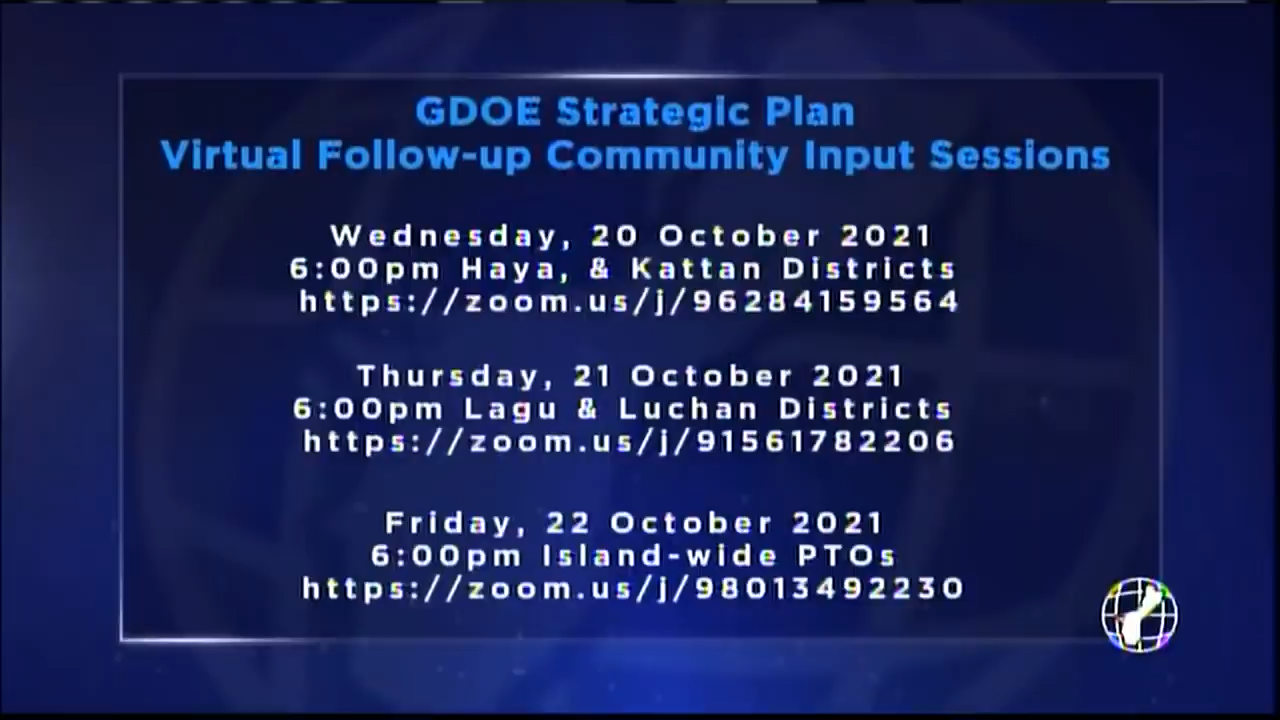 GDOE Strategic Plan
Virtual Follow-up Community Input Sessions
Wednesday, 20 October 2021
6:00pm Haya, & Kattan Districts
https://zoom.us/j/96284159564
Thursday, 21 October 2021
6:00pm Lagu & Luchan Districts
https://zoom.us/j/91561782206
Friday, 22 October 2021
6:00pm Island-wide PTOs
https://zoom.us/j/98013492230